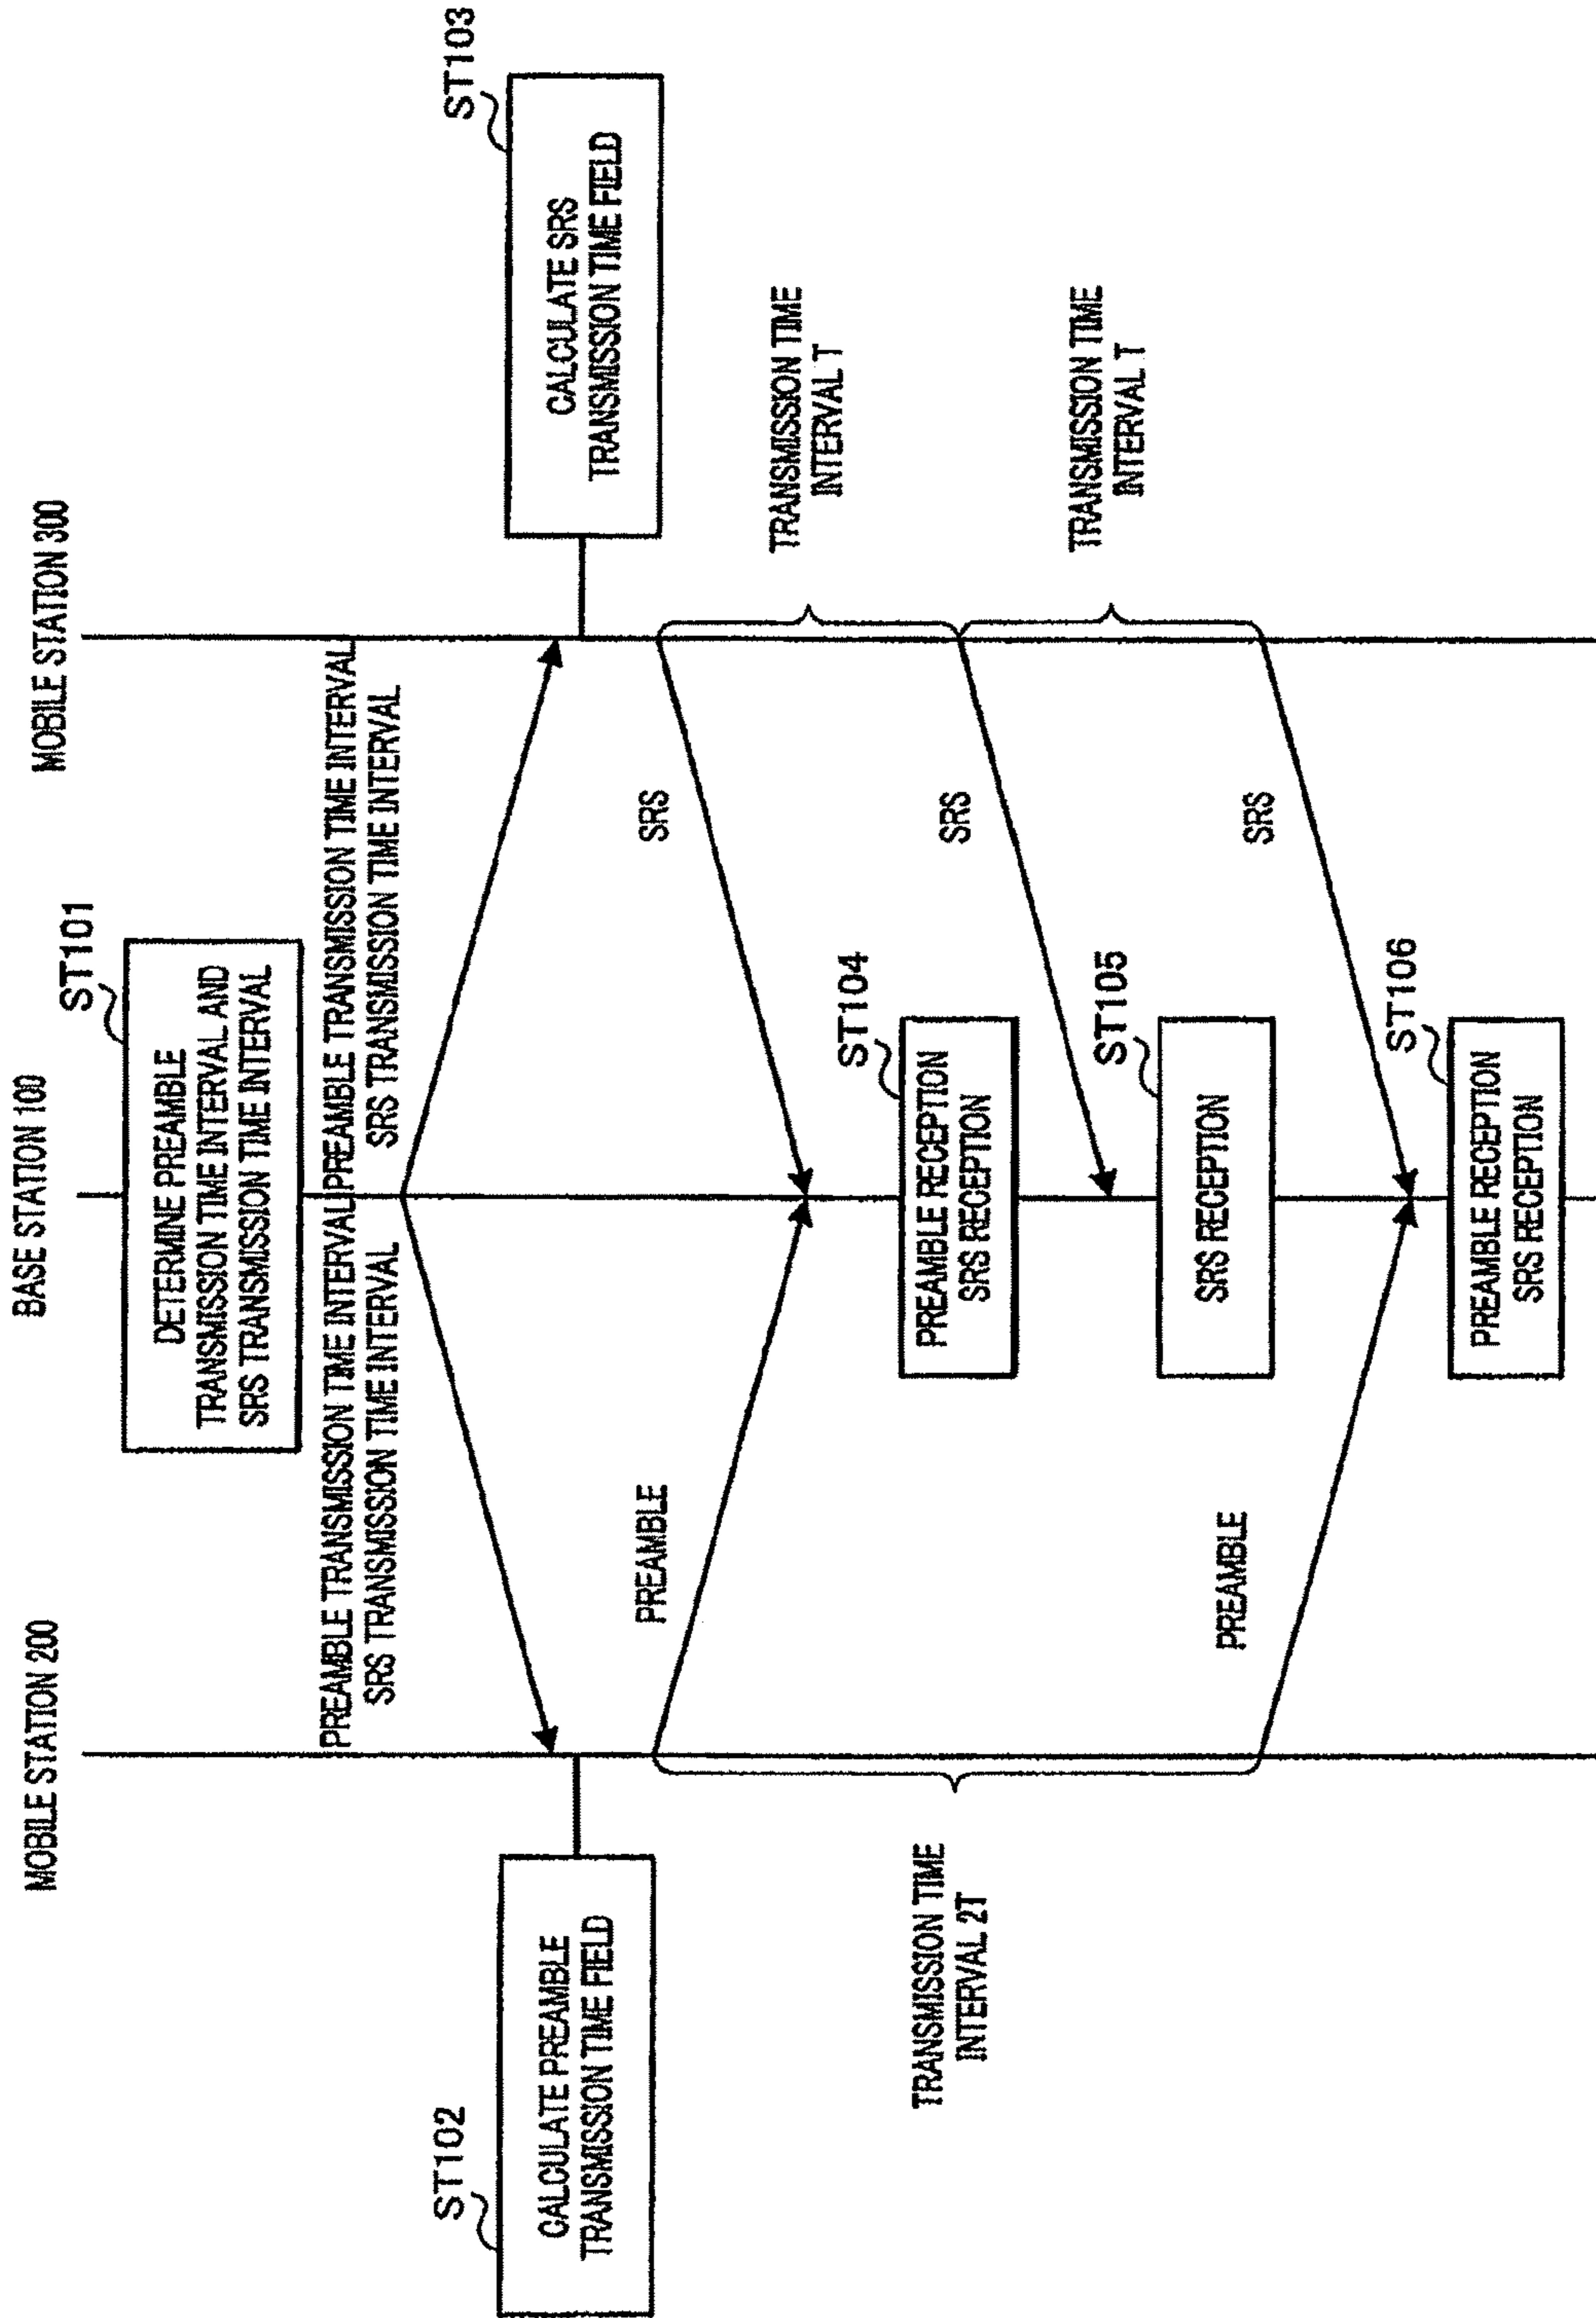 MOBILE STATION 200
BASE STATION 100
MOBILE STATION 300
ST101
DETERMINE PREAMBLE
TRANSMISSION TIME INTERVAL AND
SRS TRANSMISSION TIME INTERVAL
PREAMBLE TRANSMISSION TIME INTERVAL
SRS TRANSMISSION TIME INTERVAL
PREAMBLE TRANSMISSION TIME INTERVAL
SRS TRANSMISSION TIME INTERVAL
ST102
CALCULATE PREAMBLE
TRANSMISSION TIME FIELD
ST103
CALCULATE SRS
TRANSMISSION TIME FIELD
PREAMBLE
SRS
TRANSMISSION TIME
INTERVAL T
ST104
PREAMBLE RECEPTION
SRS RECEPTION
TRANSMISSION TIME
INTERVAL 2T
SRS
TRANSMISSION TIME
INTERVAL T
ST105
SRS RECEPTION
PREAMBLE
SRS
ST106
PREAMBLE RECEPTION
SRS RECEPTION